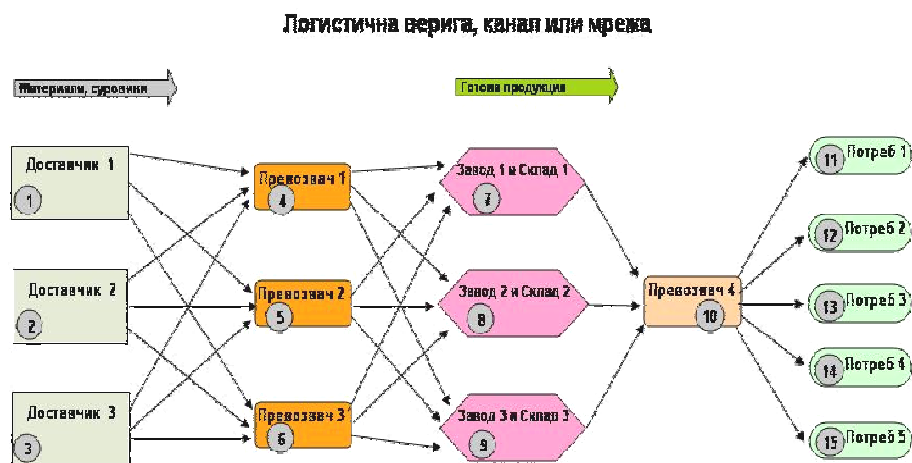 Логистична верига, канал или мрежа
Материали, суровини
Готова продукция
Доставчик 1
1
Превозвач 1
4
Завод 1 и Склад 1
7
Потреб 1
11
Потреб 2
12
Доставчик 2
2
Превозвач 2
5
Завод 2 и Склад 2
8
Превозвач 4
10
Потреб 3
13
Потреб 4
14
Доставчик 3
3
Превозвач 3
6
Завод 3 и Склад 3
9
Потреб 5
15